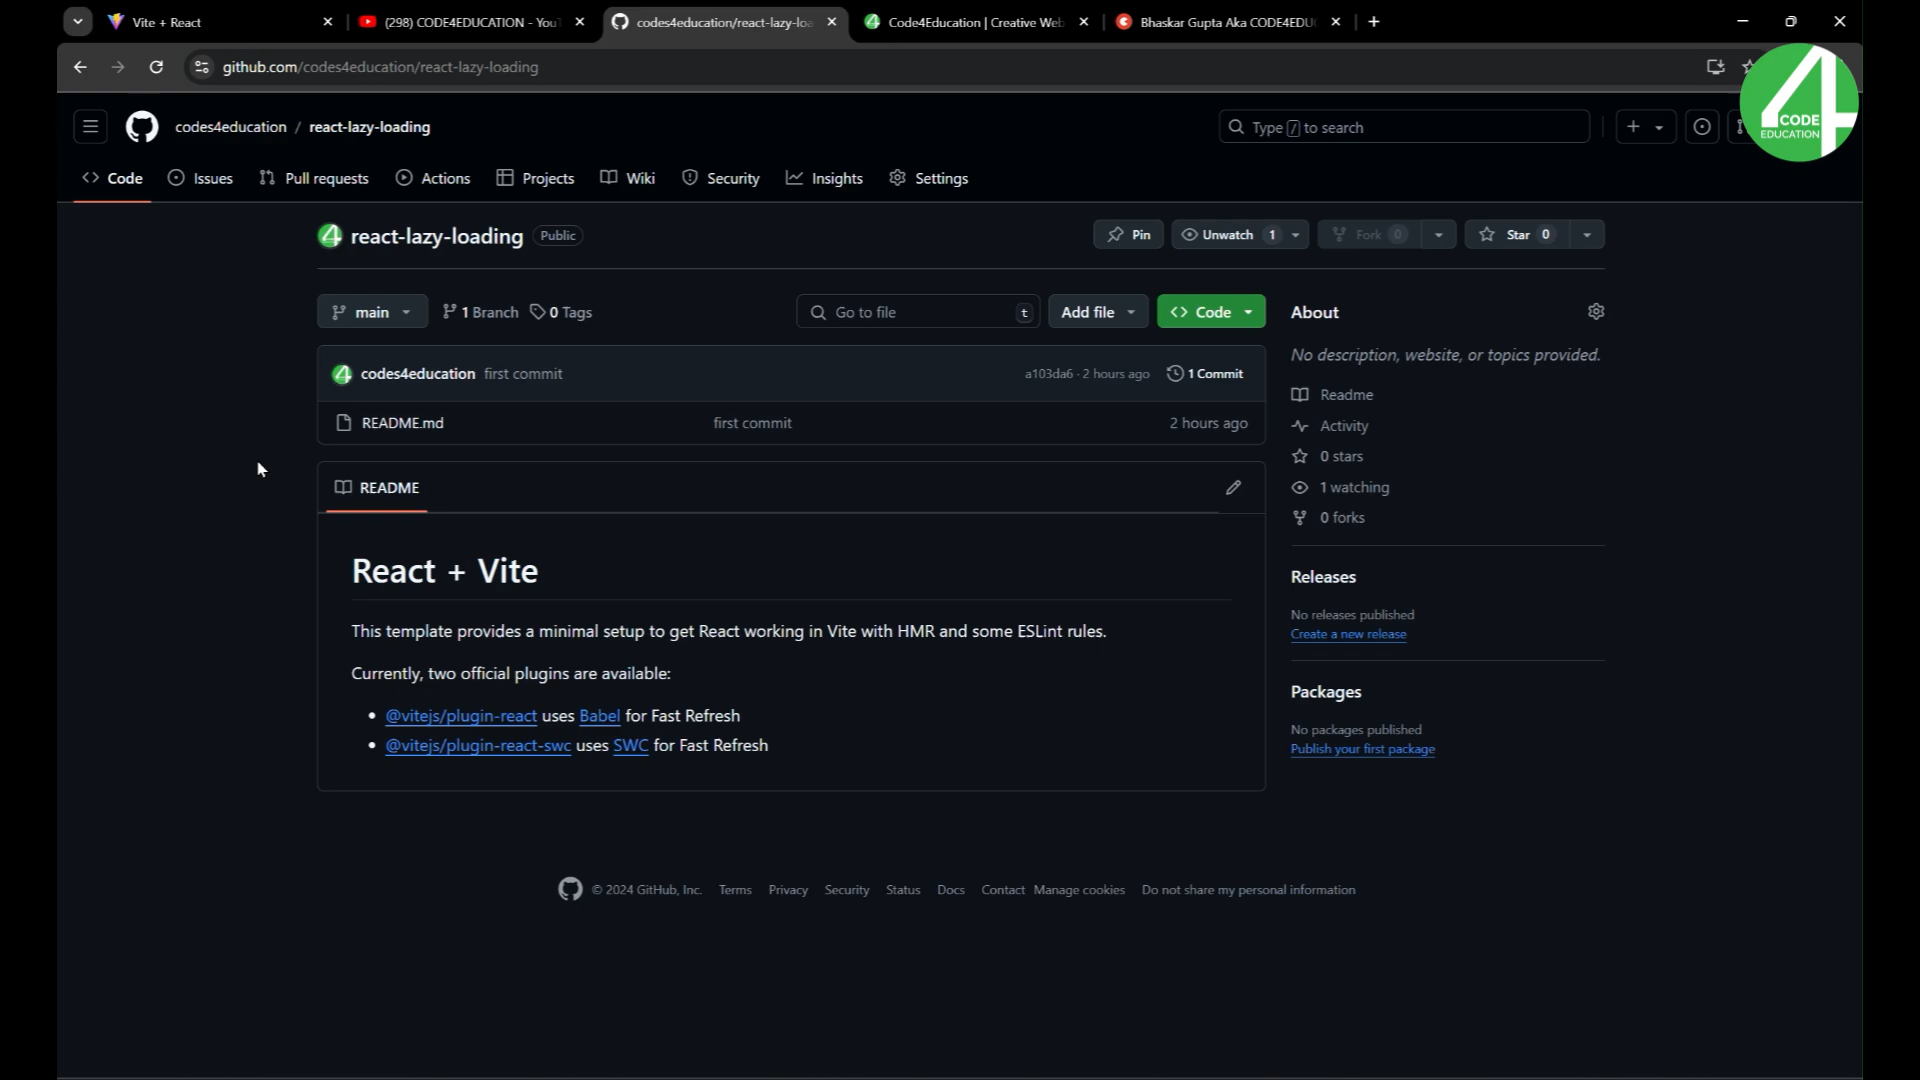 Vite + React
(298) CODE4EDUCATION - You
codes4education/react-lazy-loa
Code4Education | Creative Web
Bhaskar Gupta Aka CODE4EDU
github.com/codes4education/react-lazy-loading
4
CODE
EDUCATION
codes4education / react-lazy-loading
Type / to search
Code
Issues
Pull requests
Actions
Projects
Wiki
Security
Insights
Settings
react-lazy-loading Public
Pin
Unwatch 1
Fork 0
Star 0
main
1 Branch
0 Tags
Go to file t
Add file
Code
codes4education first commit
a103da6 · 2 hours ago
1 Commit
README.md first commit 2 hours ago
README
React + Vite
This template provides a minimal setup to get React working in Vite with HMR and some ESLint rules.
Currently, two official plugins are available:
• @vitejs/plugin-react uses Babel for Fast Refresh
• @vitejs/plugin-react-swc uses SWC for Fast Refresh
About
No description, website, or topics provided.
Readme
Activity
0 stars
1 watching
0 forks
Releases
No releases published
Create a new release
Packages
No packages published
Publish your first package
© 2024 GitHub, Inc. Terms Privacy Security Status Docs Contact Manage cookies Do not share my personal information